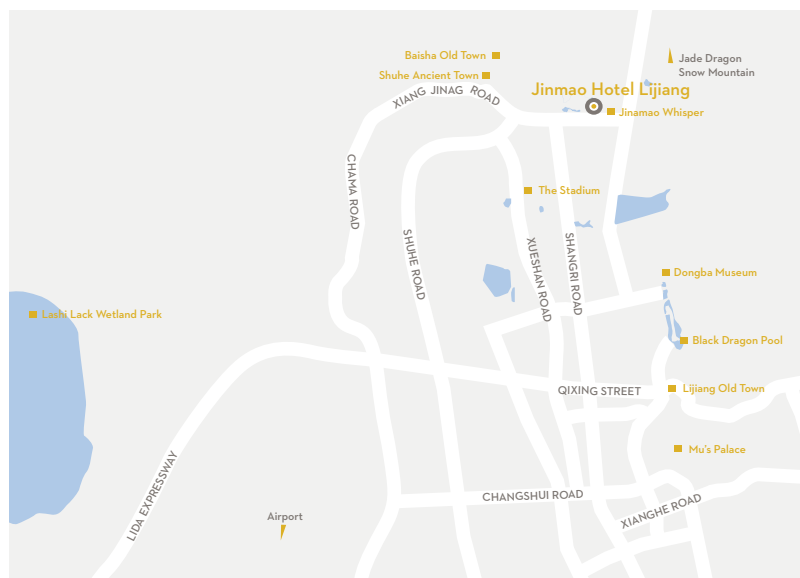 Baisha Old Town
Jade Dragon
Snow Mountain
Shuhe Ancient Town
Jinmao Hotel Lijiang
XIANG JINAG ROAD
Jinamao Whisper
CHAMA ROAD
The Stadium
SHUHE ROAD
XUESHAN ROAD
SHANGRI ROAD
Dongba Museum
Lashi Lack Wetland Park
Black Dragon Pool
QIXING STREET
Lijiang Old Town
Mu's Palace
LIDA EXPRESSWAY
CHANGSHUI ROAD
XIANGHE ROAD
Airport